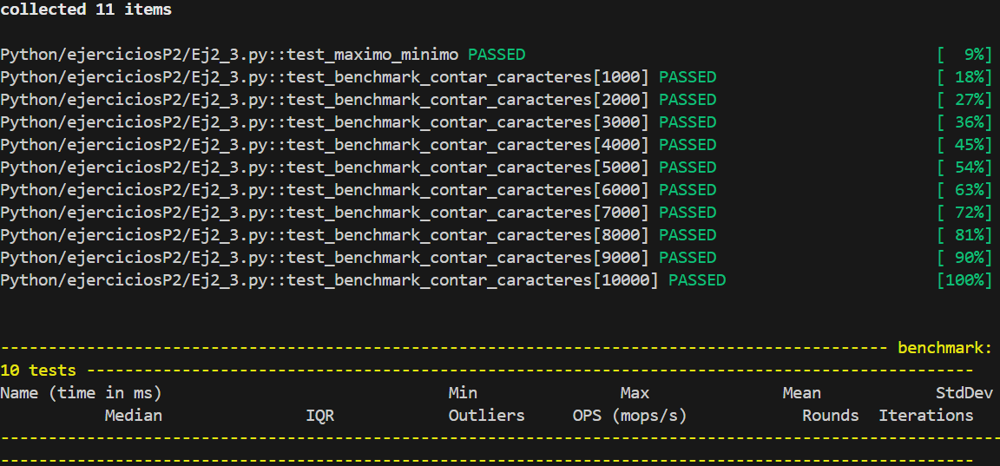 collected 11 items
Python/ejerciciosP2/Ej2_3.py::test_maximo_minimo PASSED [  9%]
Python/ejerciciosP2/Ej2_3.py::test_benchmark_contar_caracteres[1000] PASSED [ 18%]
Python/ejerciciosP2/Ej2_3.py::test_benchmark_contar_caracteres[2000] PASSED [ 27%]
Python/ejerciciosP2/Ej2_3.py::test_benchmark_contar_caracteres[3000] PASSED [ 36%]
Python/ejerciciosP2/Ej2_3.py::test_benchmark_contar_caracteres[4000] PASSED [ 45%]
Python/ejerciciosP2/Ej2_3.py::test_benchmark_contar_caracteres[5000] PASSED [ 54%]
Python/ejerciciosP2/Ej2_3.py::test_benchmark_contar_caracteres[6000] PASSED [ 63%]
Python/ejerciciosP2/Ej2_3.py::test_benchmark_contar_caracteres[7000] PASSED [ 72%]
Python/ejerciciosP2/Ej2_3.py::test_benchmark_contar_caracteres[8000] PASSED [ 81%]
Python/ejerciciosP2/Ej2_3.py::test_benchmark_contar_caracteres[9000] PASSED [ 90%]
Python/ejerciciosP2/Ej2_3.py::test_benchmark_contar_caracteres[10000] PASSED [100%]
--------------------------------------------------------------------------------------------- benchmark:
10 tests ---------------------------------------------------------------------------------------------
Name (time in ms) Min Max Mean StdDev
Median IQR Outliers OPS (mops/s) Rounds Iterations
---------------------------------------------------------------------------------------------------------
------------------------------------------------------------------------------------------------------